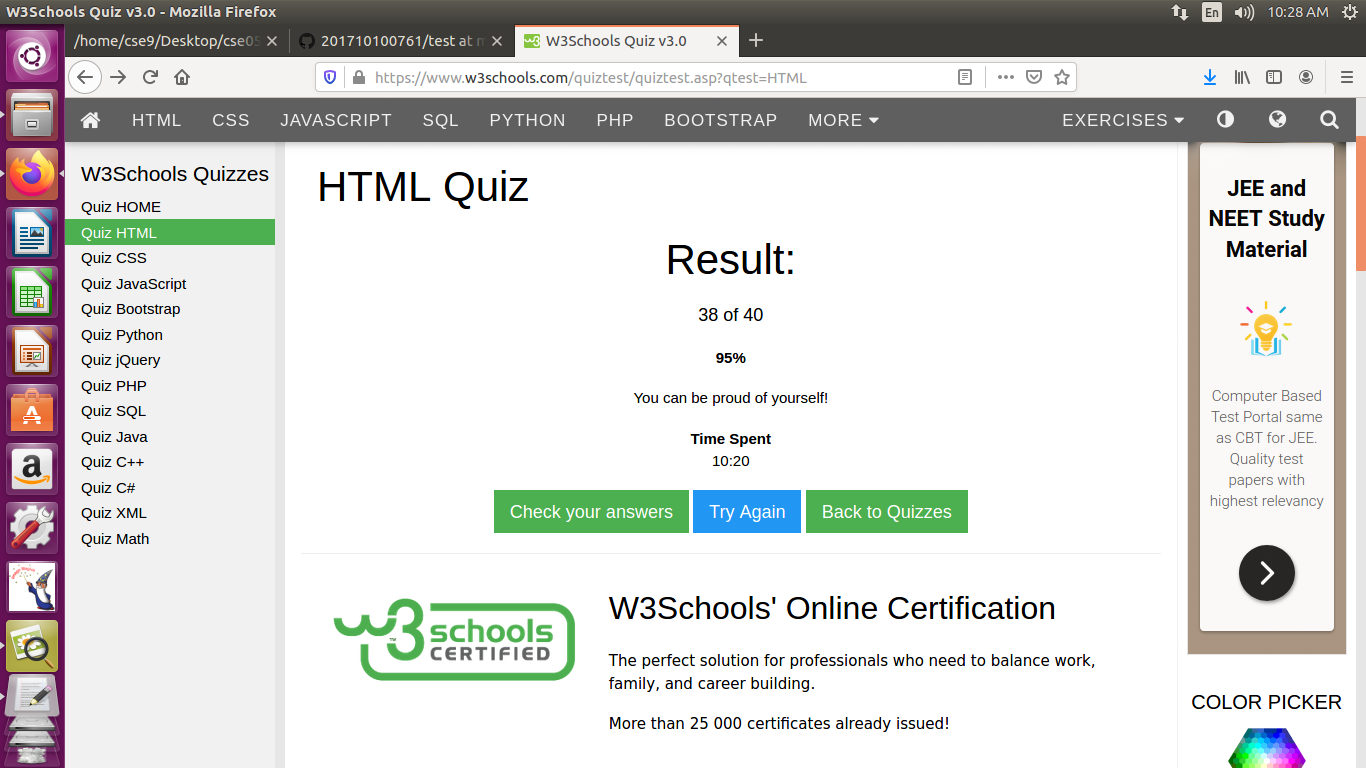 W3Schools Quiz v3.0 - Mozilla Firefox
En
10:28 AM
/home/cse9/Desktop/cse05
201710100761/test at m
W3Schools Quiz v3.0
https://www.w3schools.com/quiztest/quiztest.asp?qtest=HTML
HTML
CSS
JAVASCRIPT
SQL
PYTHON
PHP
BOOTSTRAP
MORE
EXERCISES
W3Schools Quizzes
Quiz HOME
Quiz HTML
Quiz CSS
Quiz JavaScript
Quiz Bootstrap
Quiz Python
Quiz jQuery
Quiz PHP
Quiz SQL
Quiz Java
Quiz C++
Quiz C#
Quiz XML
Quiz Math
HTML Quiz
Result:
38 of 40
95%
You can be proud of yourself!
Time Spent
10:20
Check your answers
Try Again
Back to Quizzes
w3schools
TM
CERTIFIED
W3Schools' Online Certification
The perfect solution for professionals who need to balance work,
family, and career building.
More than 25 000 certificates already issued!
JEE and
NEET Study
Material
Computer Based
Test Portal same
as CBT for JEE.
Quality test
papers with
highest relevancy
COLOR PICKER